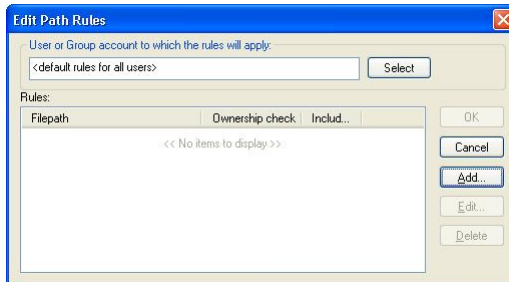 Edit Path Rules
User or Group account to which the rules will apply:
<default rules for all users>
Select
Rules:
Filepath Ownership check Includ...
<< No items to display >>
OK
Cancel
Add...
Edit...
Delete